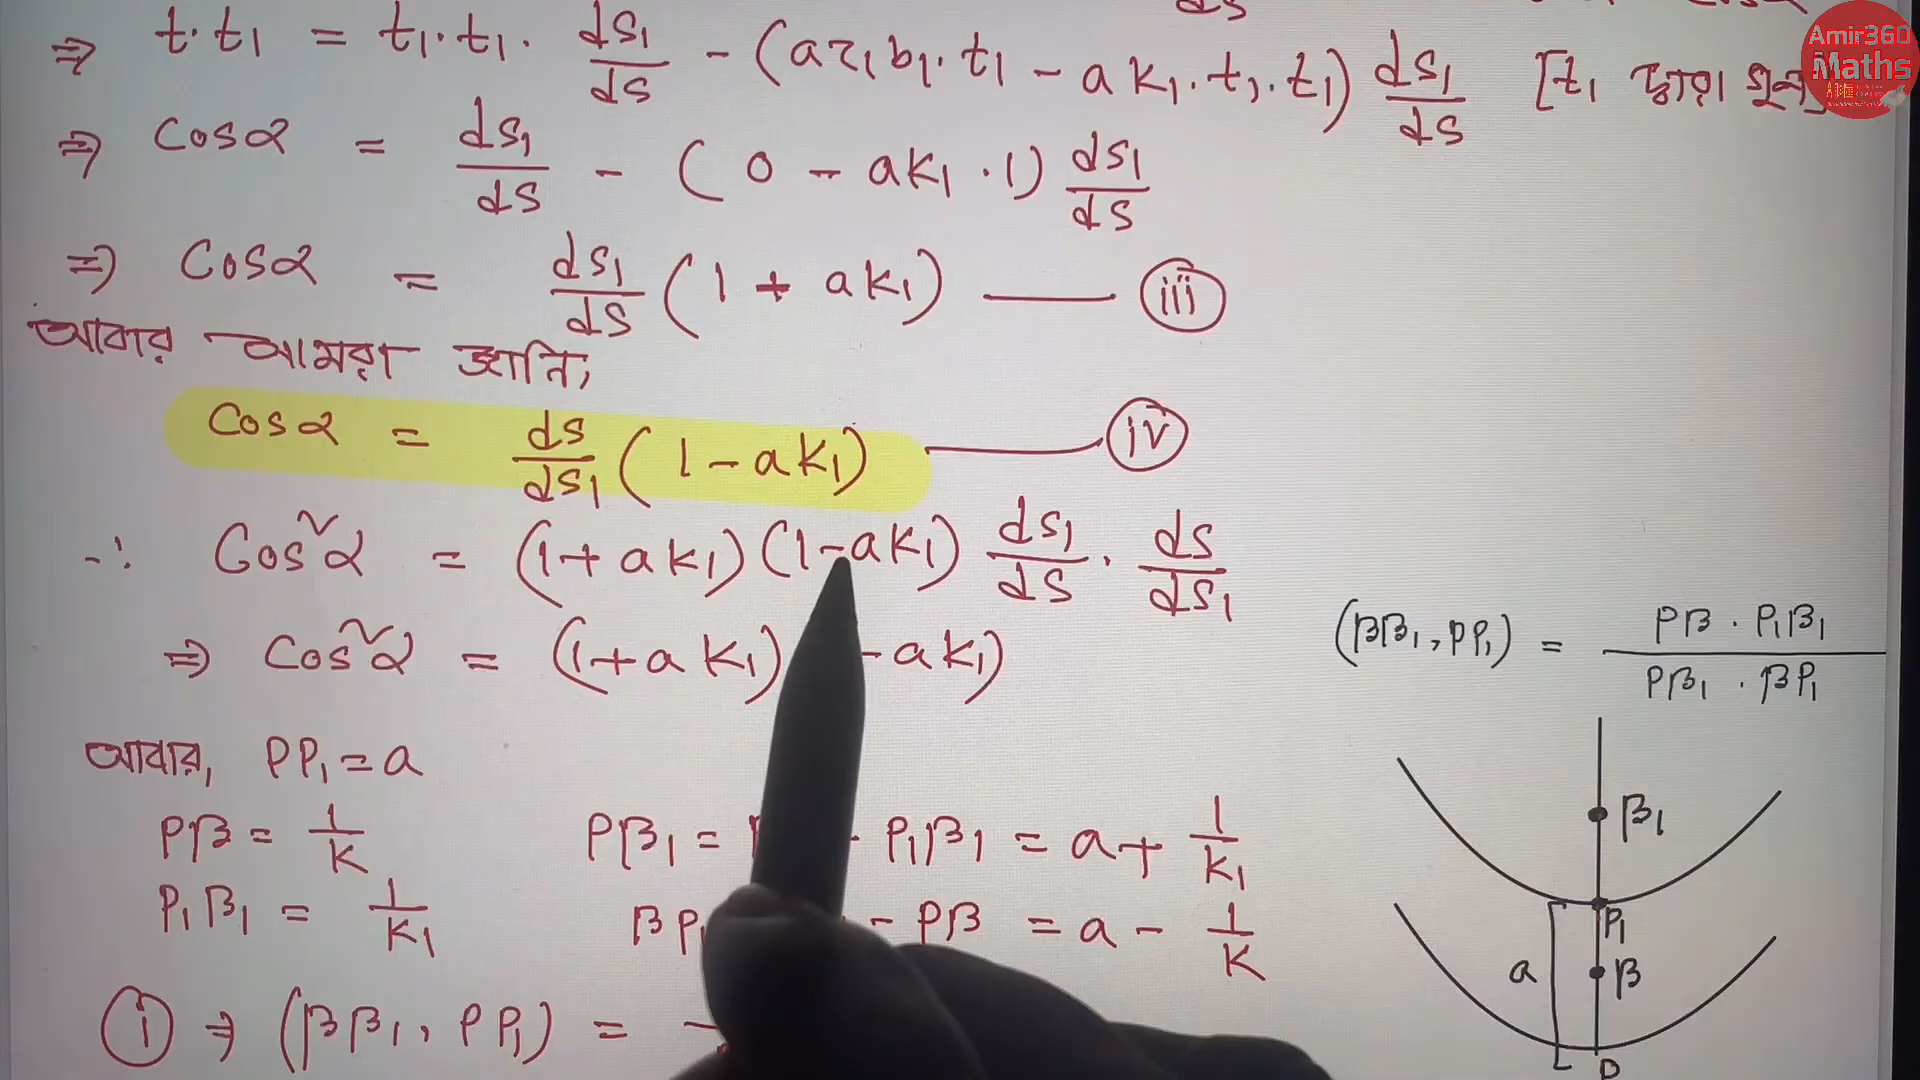 ⇒ t·t₁ = t₁·t₁· ds₁/ds - (aτ₁b₁·t₁ - ak₁·t₁·t₁) ds₁/ds [t₁ দ্বারা গুন]
Amir360
Maths
⇒ Cosα = ds₁/ds - (0 - ak₁·1) ds₁/ds
⇒ Cosα = ds₁/ds (1 + ak₁) — (iii)
আবার আমরা জানি,
Cosα = ds/ds₁ (1 - ak₁) — (iv)
∴ Cos²α = (1 + ak₁)(1 - ak₁) ds₁/ds · ds/ds₁
⇒ Cos²α = (1 + ak₁) - ak₁)
(ββ₁, PP₁) = Pβ · P₁β₁ / Pβ₁ · βP₁
আবার, PP₁ = a
Pβ = 1/k
Pβ₁ = P₁β₁ = a + 1/k₁
P₁β₁ = 1/k₁
βP₁ - Pβ = a - 1/k
(i) ⇒ (ββ₁, PP₁) =
β₁
P₁
a
β
P